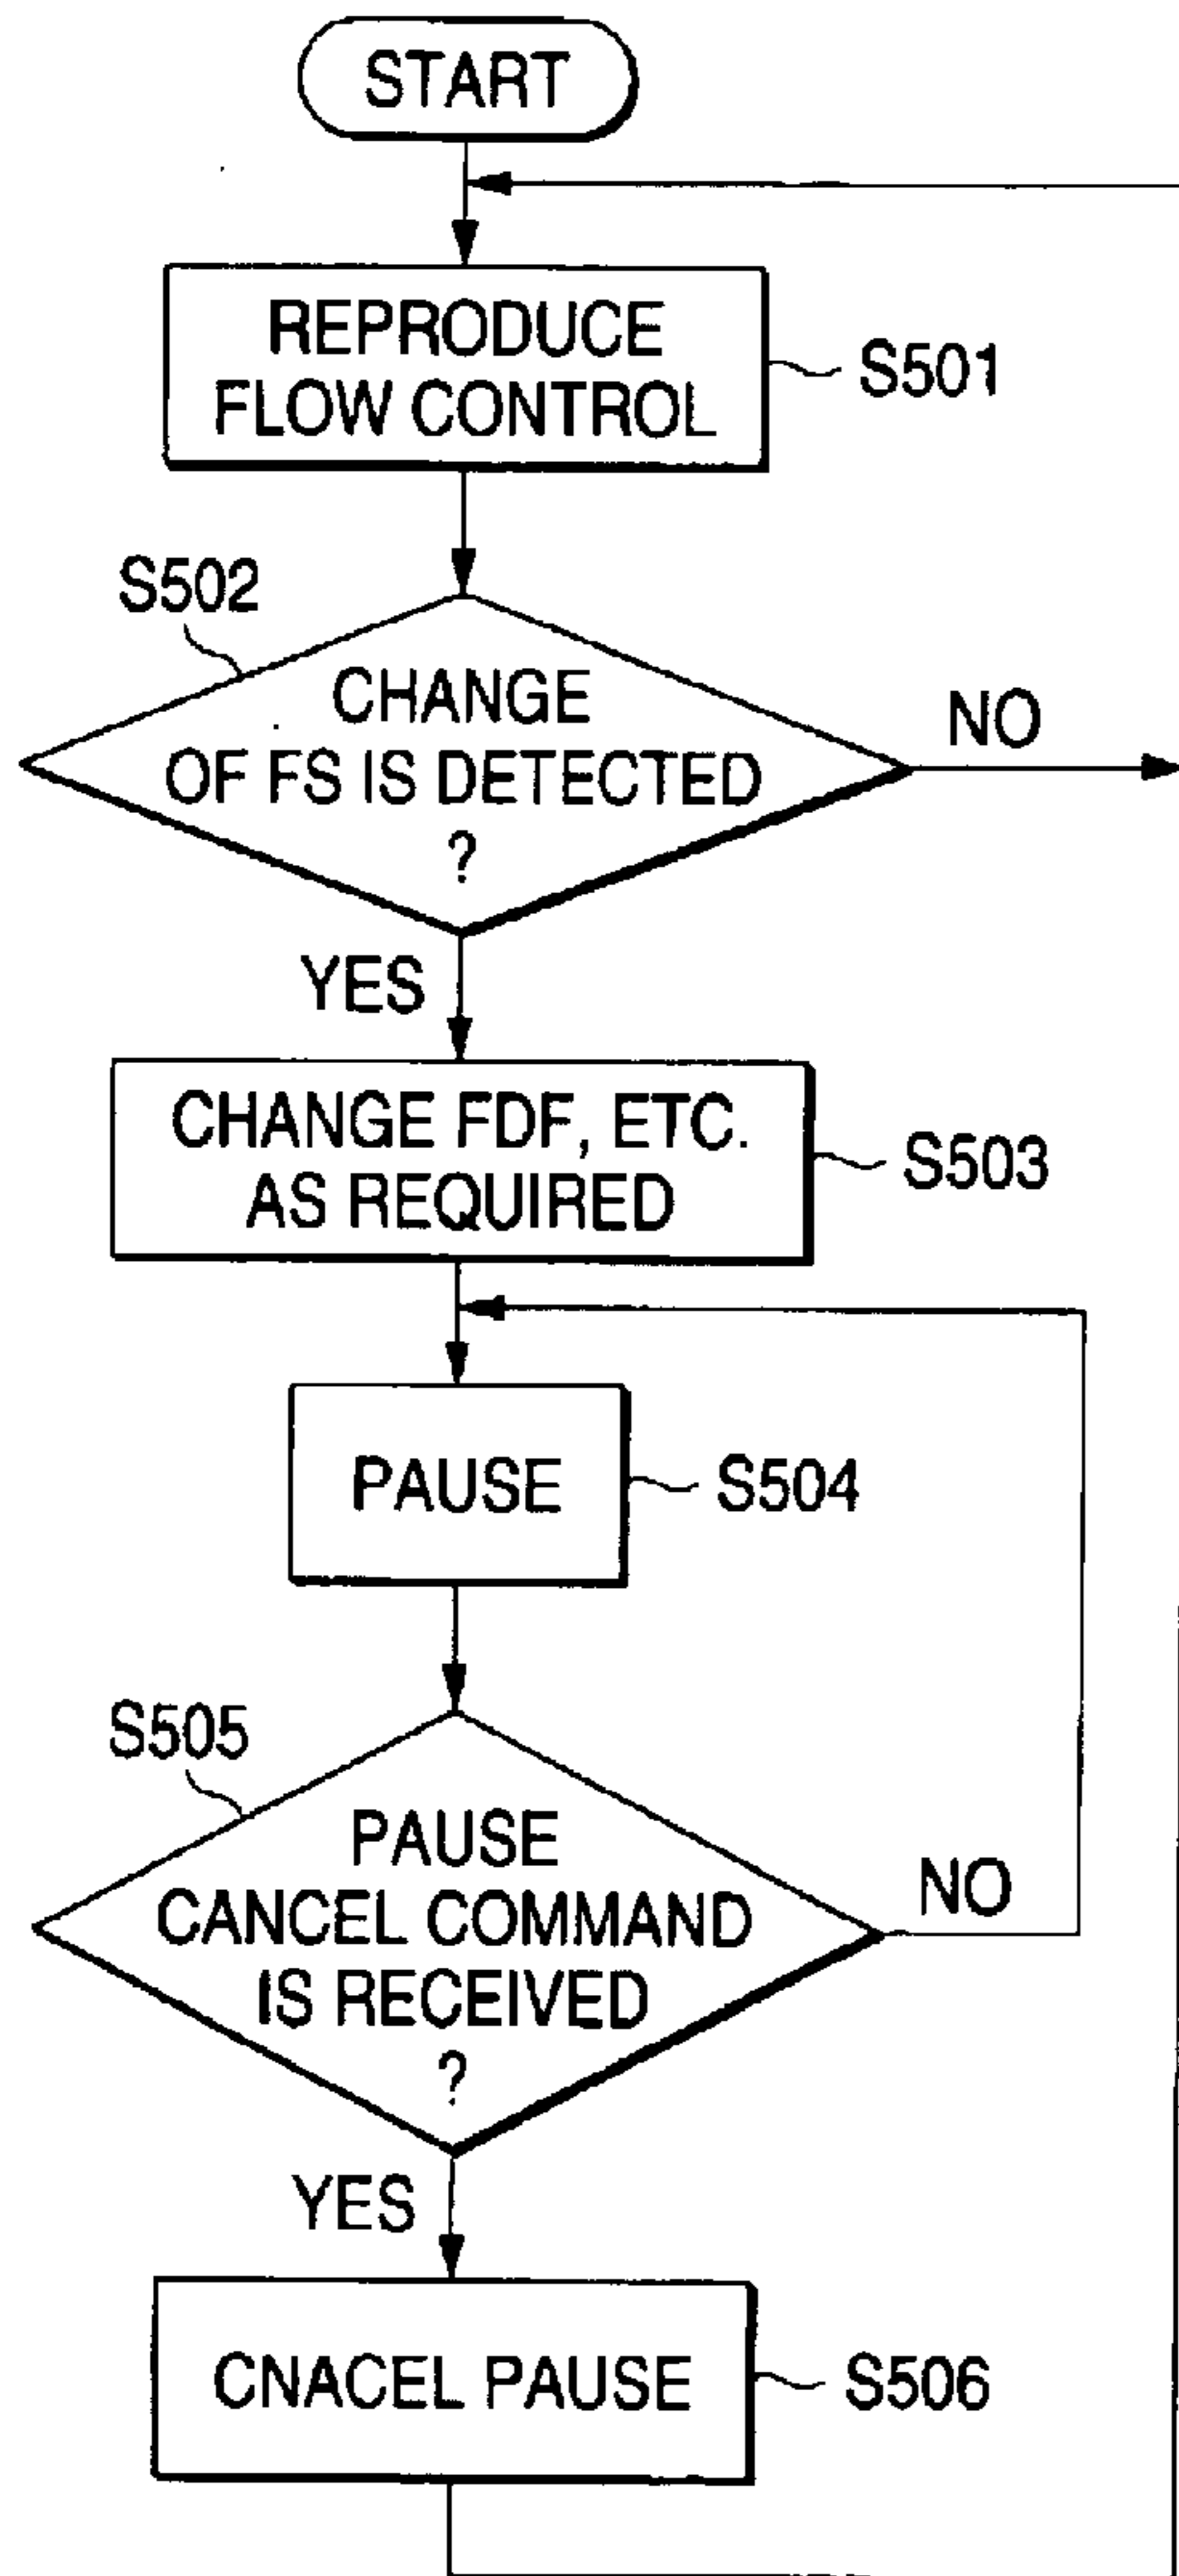 START
REPRODUCE
FLOW CONTROL
S501
S502
CHANGE
OF FS IS DETECTED
?
NO
YES
CHANGE FDF, ETC.
AS REQUIRED
S503
PAUSE
S504
S505
PAUSE
CANCEL COMMAND
IS RECEIVED
?
NO
YES
CNACEL PAUSE
S506